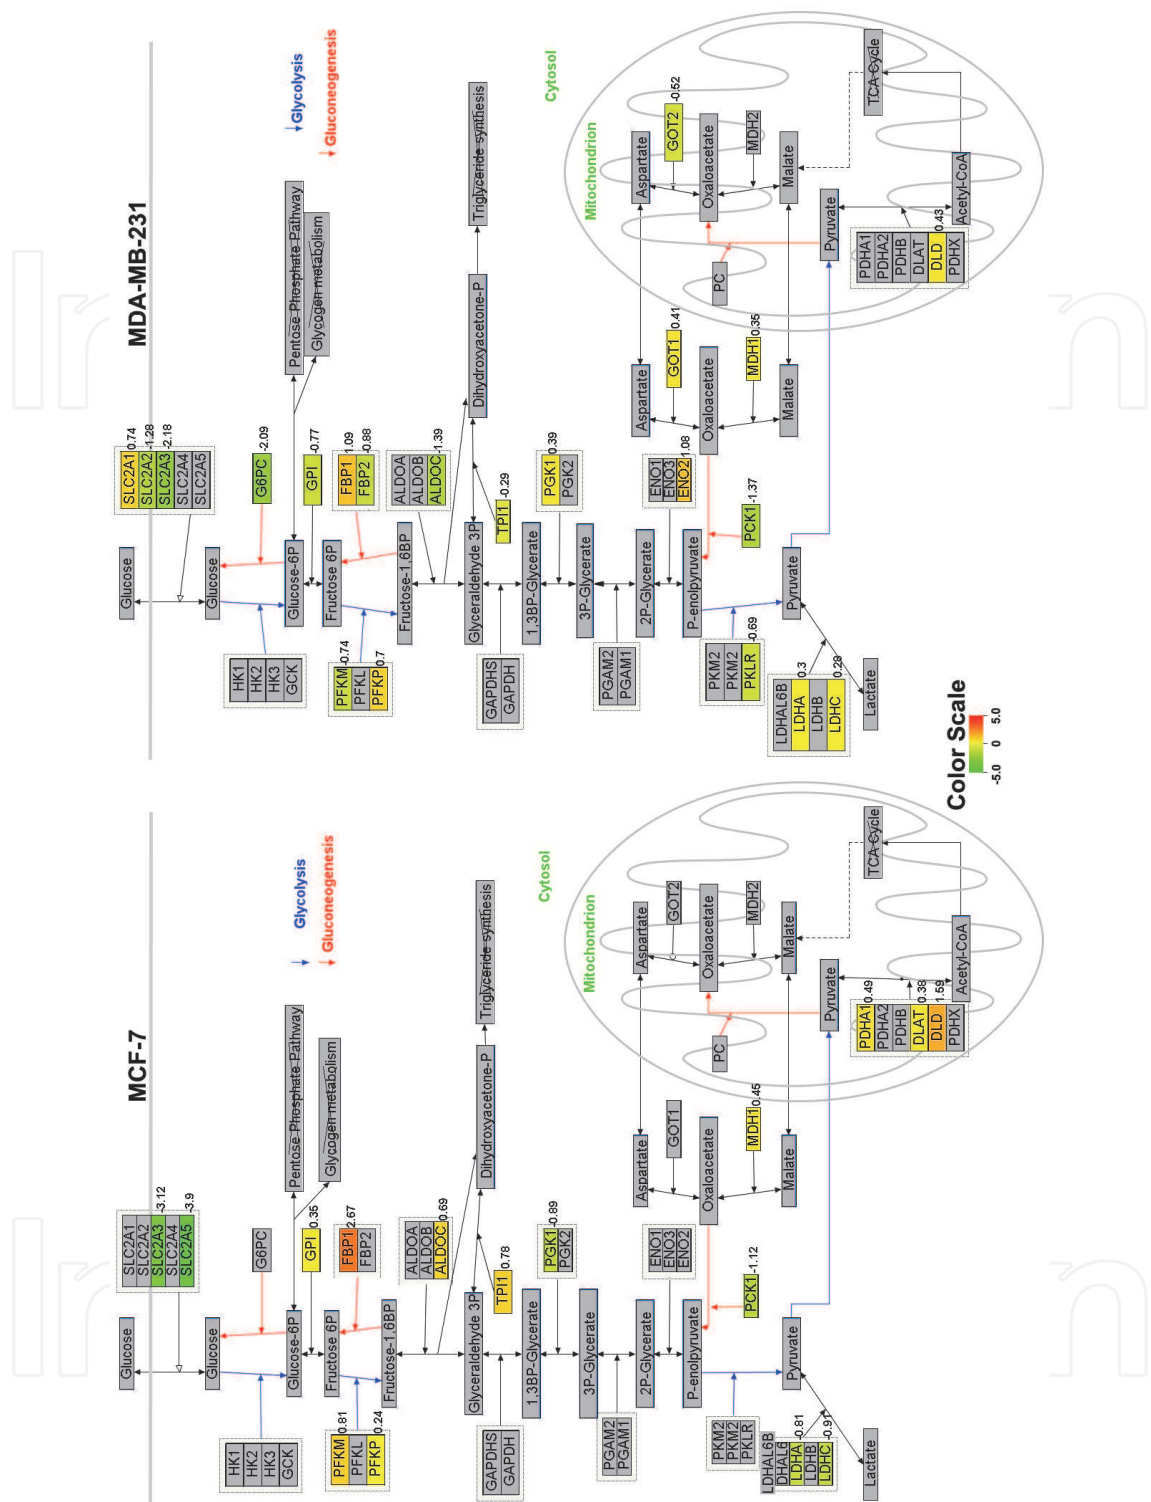 MCF-7
Glucose
SLC2A1
SLC2A2
SLC2A3 -3.12
SLC2A4
SLC2A5 -3.9
Glucose
HK1
HK2
HK3
GCK
G6PC
Glucose-6P
Pentose Phosphate Pathway
Glycogen metabolism
Glycolysis
Gluconeogenesis
GPI 0.35
Fructose 6P
PFKM 0.81
PFKL
PFKP 0.24
FBP1 2.67
FBP2
Fructose-1,6BP
ALDOA
ALDOB
ALDOC 0.69
Glyceraldehyde 3P
Dihydroxyacetone-P
Triglyceride synthesis
TPI1 0.78
GAPDHS
GAPDH
1,3BP-Glycerate
PGK1 -0.89
PGK2
3P-Glycerate
PGAM2
PGAM1
2P-Glycerate
ENO1
ENO3
ENO2
P-enolpyruvate
PCK1 -1.12
PKM2
PKM2
PKLR
Pyruvate
LDHAL6B
DHAL6
LDHA -0.81
LDHB
LDHC -0.91
Lactate
Cytosol
Mitochondrion
Aspartate
GOT1
Oxaloacetate
MDH1 0.45
Malate
Aspartate
GOT2
Oxaloacetate
MDH2
Malate
PC
Pyruvate
PDHA1 0.49
PDHA2
PDHB
DLAT 0.38
DLD 1.59
PDHX
Acetyl-CoA
TCA Cycle
MDA-MB-231
Glucose
SLC2A1 0.74
SLC2A2 -1.28
SLC2A3 -2.18
SLC2A4
SLC2A5
Glucose
HK1
HK2
HK3
GCK
G6PC -2.09
Glucose-6P
Pentose Phosphate Pathway
Glycogen metabolism
Glycolysis
Gluconeogenesis
GPI -0.77
Fructose 6P
PFKM -0.74
PFKL
PFKP 0.7
FBP1 1.09
FBP2 -0.88
Fructose-1,6BP
ALDOA
ALDOB
ALDOC -1.39
Glyceraldehyde 3P
Dihydroxyacetone-P
Triglyceride synthesis
TPI1 -0.29
GAPDHS
GAPDH
1,3BP-Glycerate
PGK1 0.39
PGK2
3P-Glycerate
PGAM2
PGAM1
2P-Glycerate
ENO1
ENO3
ENO2 1.08
P-enolpyruvate
PCK1 -1.37
PKM2
PKM2
PKLR -0.69
Pyruvate
LDHAL6B
LDHA 0.3
LDHB
LDHC 0.29
Lactate
Cytosol
Mitochondrion
Aspartate
GOT1 0.41
Oxaloacetate
MDH1 0.35
Malate
Aspartate
GOT2 -0.52
Oxaloacetate
MDH2
Malate
PC
Pyruvate
PDHA1
PDHA2
PDHB
DLAT
DLD 0.43
PDHX
Acetyl-CoA
TCA Cycle
Color Scale
-5.0 0 5.0